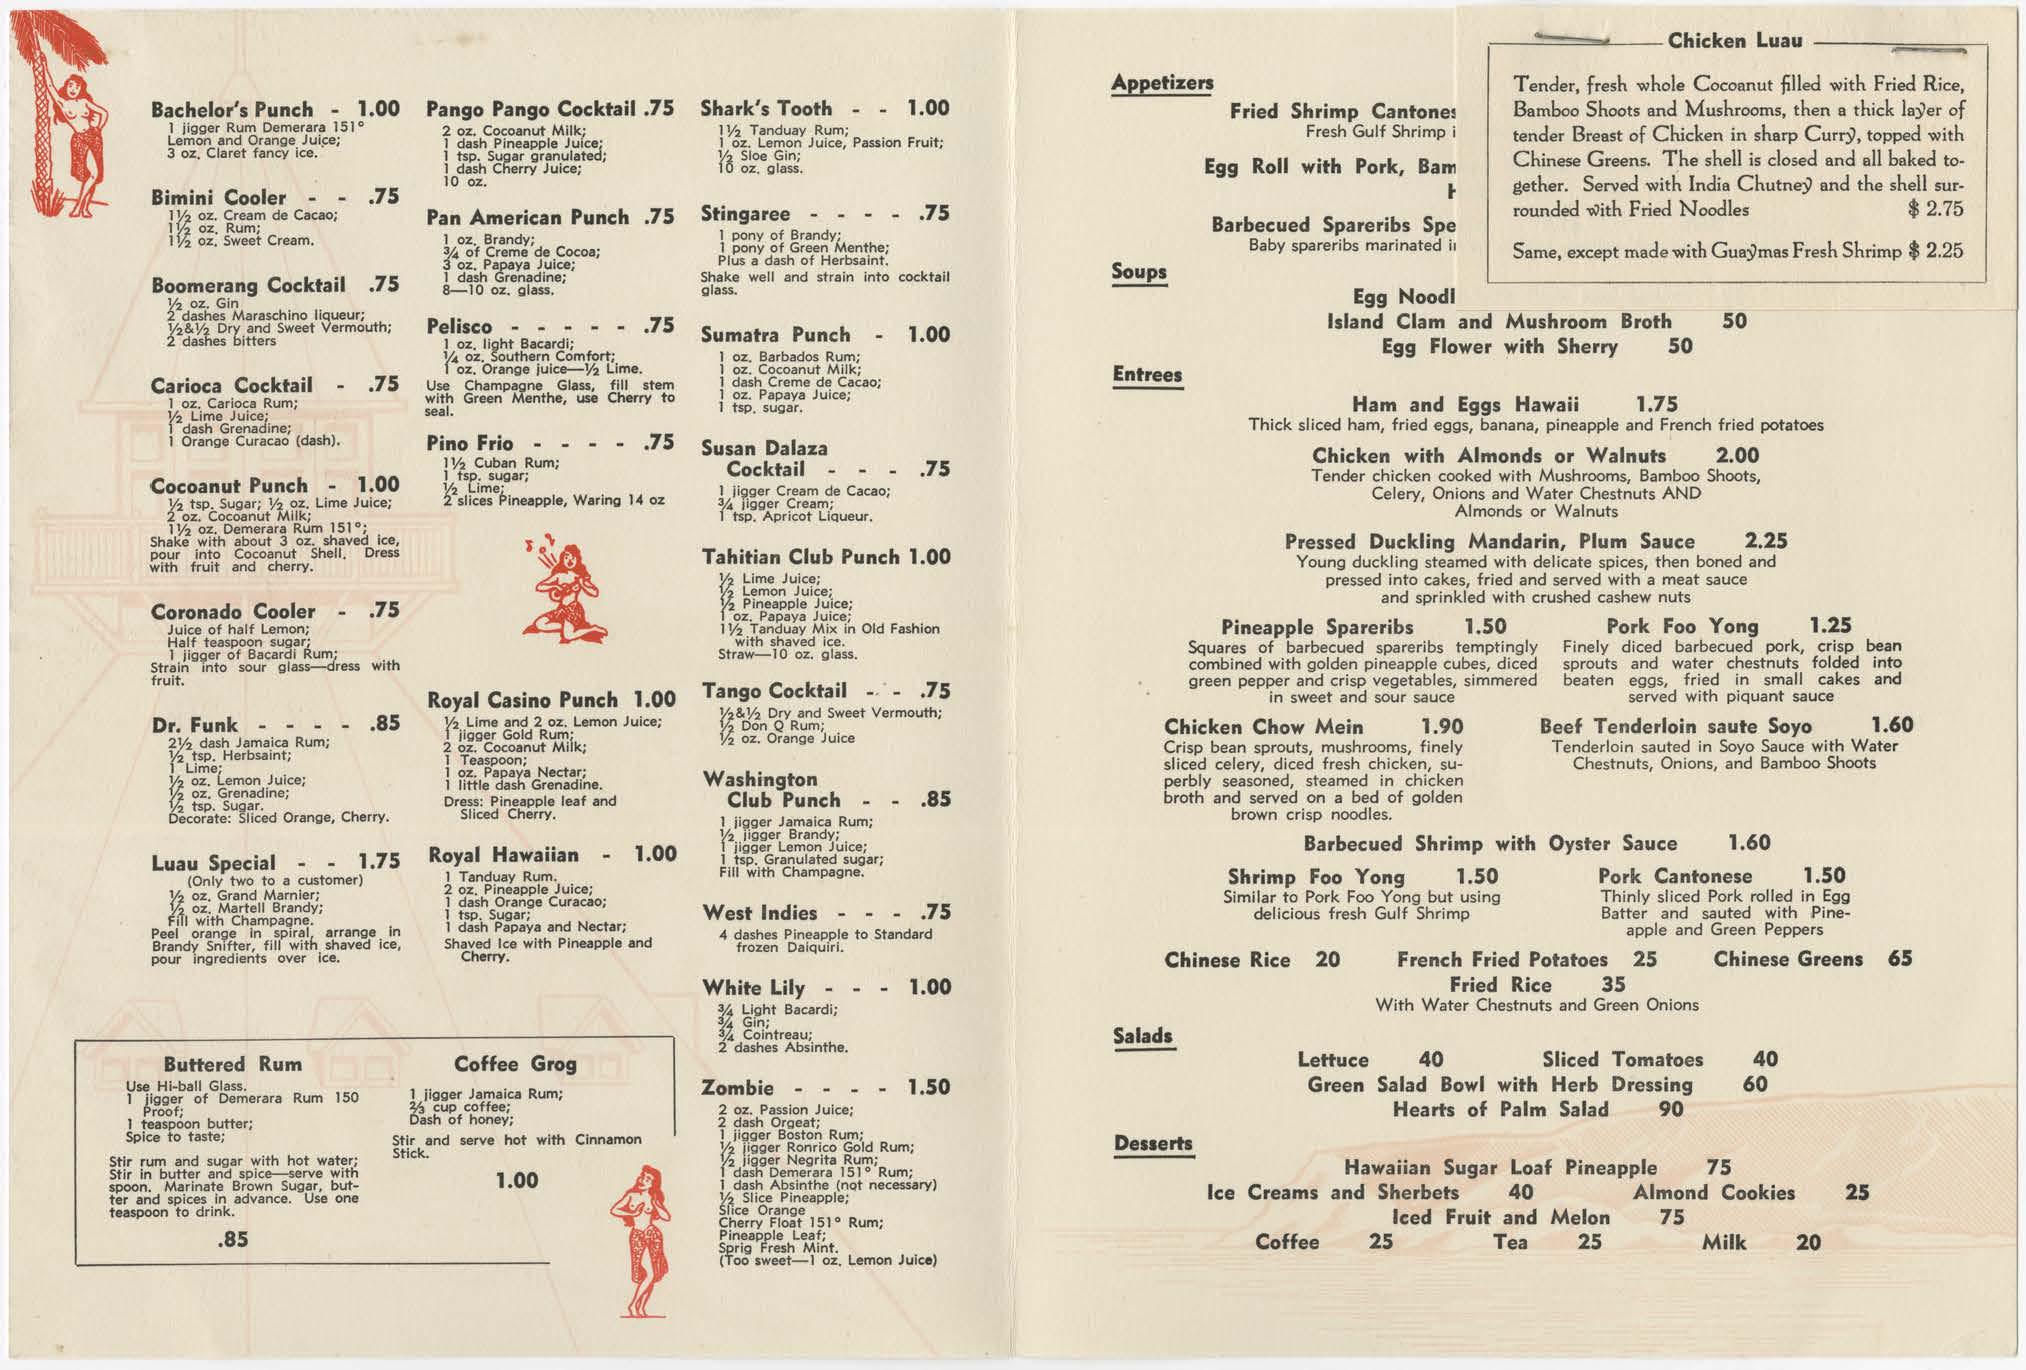 Bachelor's Punch - 1.00
1 jigger Rum Demerara 151°
Lemon and Orange Juice;
3 oz. Claret fancy ice.
Bimini Cooler - - .75
1½ oz. Cream de Cacao;
1½ oz. Rum;
1½ oz. Sweet Cream.
Boomerang Cocktail .75
½ oz. Gin
2 dashes Maraschino liqueur;
½&½ Dry and Sweet Vermouth;
2 dashes bitters
Carioca Cocktail - .75
1 oz. Carioca Rum;
½ Lime Juice;
1 dash Grenadine;
1 Orange Curacao (dash).
Cocoanut Punch - 1.00
½ tsp. Sugar; ½ oz. Lime Juice;
2 oz. Cocoanut Milk;
1½ oz. Demerara Rum 151°;
Shake with about 3 oz. shaved ice,
pour into Cocoanut Shell. Dress
with fruit and cherry.
Coronado Cooler - .75
Juice of half Lemon;
Half teaspoon sugar;
1 jigger of Bacardi Rum;
Strain into sour glass—dress with
fruit.
Dr. Funk - - - - .85
2½ dash Jamaica Rum;
½ tsp. Herbsaint;
1 Lime;
½ oz. Lemon Juice;
½ oz. Grenadine;
½ tsp. Sugar.
Decorate: Sliced Orange, Cherry.
Luau Special - - 1.75
(Only two to a customer)
½ oz. Grand Marnier;
½ oz. Martell Brandy;
Fill with Champagne.
Peel orange in spiral, arrange in
Brandy Snifter, fill with shaved ice,
pour ingredients over ice.
Pango Pango Cocktail .75
2 oz. Cocoanut Milk;
1 dash Pineapple Juice;
1 tsp. Sugar granulated;
1 dash Cherry Juice;
10 oz.
Pan American Punch .75
1 oz. Brandy;
¾ of Creme de Cocoa;
3 oz. Papaya Juice;
1 dash Grenadine;
8—10 oz. glass.
Pelisco - - - - - .75
1 oz. light Bacardi;
¼ oz. Southern Comfort;
1 oz. Orange juice—½ Lime.
Use Champagne Glass, fill stem
with Green Menthe, use Cherry to
seal.
Pino Frio - - - - .75
1½ Cuban Rum;
1 tsp. sugar;
½ Lime;
2 slices Pineapple, Waring 14 oz
Royal Casino Punch 1.00
½ Lime and 2 oz. Lemon Juice;
1 jigger Gold Rum;
2 oz. Cocoanut Milk;
1 Teaspoon;
1 oz. Papaya Nectar;
1 little dash Grenadine.
Dress: Pineapple leaf and
Sliced Cherry.
Royal Hawaiian - 1.00
1 Tanduay Rum.
2 oz. Pineapple Juice;
1 dash Orange Curacao;
1 tsp. Sugar;
1 dash Papaya and Nectar;
Shaved Ice with Pineapple and
Cherry.
Shark's Tooth - - 1.00
1½ Tanduay Rum;
1 oz. Lemon Juice, Passion Fruit;
½ Sloe Gin;
10 oz. glass.
Stingaree - - - - .75
1 pony of Brandy;
1 pony of Green Menthe;
Plus a dash of Herbsaint.
Shake well and strain into cocktail
glass.
Sumatra Punch - 1.00
1 oz. Barbados Rum;
1 oz. Cocoanut Milk;
1 dash Creme de Cacao;
1 oz. Papaya Juice;
1 tsp. sugar.
Susan Dalaza
Cocktail - - - .75
1 jigger Cream de Cacao;
¾ jigger Cream;
1 tsp. Apricot Liqueur.
Tahitian Club Punch 1.00
½ Lime Juice;
½ Lemon Juice;
½ Pineapple Juice;
1 oz. Papaya Juice;
1½ Tanduay Mix in Old Fashion
with shaved ice.
Straw—10 oz. glass.
Tango Cocktail - - .75
½&½ Dry and Sweet Vermouth;
½ Don Q Rum;
½ oz. Orange Juice
Washington
Club Punch - - .85
1 jigger Jamaica Rum;
½ jigger Brandy;
1 jigger Lemon Juice;
1 tsp. Granulated sugar;
Fill with Champagne.
West Indies - - - .75
4 dashes Pineapple to Standard
frozen Daiquiri.
White Lily - - - 1.00
¾ Light Bacardi;
¾ Gin;
¾ Cointreau;
2 dashes Absinthe.
Zombie - - - - 1.50
2 oz. Passion Juice;
2 dash Orgeat;
1 jigger Boston Rum;
½ jigger Ronrico Gold Rum;
½ jigger Negrita Rum;
1 dash Demerara 151° Rum;
1 dash Absinthe (not necessary)
½ Slice Pineapple;
Slice Orange
Cherry Float 151° Rum;
Pineapple Leaf;
Sprig Fresh Mint.
(Too sweet—1 oz. Lemon Juice)
Buttered Rum
Use Hi-ball Glass.
1 jigger of Demerara Rum 150
Proof;
1 teaspoon butter;
Spice to taste;
Stir rum and sugar with hot water;
Stir in butter and spice—serve with
spoon. Marinate Brown Sugar, but-
ter and spices in advance. Use one
teaspoon to drink.
.85
Coffee Grog
1 jigger Jamaica Rum;
⅔ cup coffee;
Dash of honey;
Stir and serve hot with Cinnamon
Stick.
1.00
Chicken Luau
Tender, fresh whole Cocoanut filled with Fried Rice,
Bamboo Shoots and Mushrooms, then a thick layer of
tender Breast of Chicken in sharp Curry, topped with
Chinese Greens. The shell is closed and all baked to-
gether. Served with India Chutney and the shell sur-
rounded with Fried Noodles $ 2.75
Same, except made with Guaymas Fresh Shrimp $ 2.25
Appetizers
Fried Shrimp Cantones
Fresh Gulf Shrimp i
Egg Roll with Pork, Bam
H
Barbecued Spareribs Spe
Baby spareribs marinated i
Soups
Egg Noodl
Island Clam and Mushroom Broth 50
Egg Flower with Sherry 50
Entrees
Ham and Eggs Hawaii 1.75
Thick sliced ham, fried eggs, banana, pineapple and French fried potatoes
Chicken with Almonds or Walnuts 2.00
Tender chicken cooked with Mushrooms, Bamboo Shoots,
Celery, Onions and Water Chestnuts AND
Almonds or Walnuts
Pressed Duckling Mandarin, Plum Sauce 2.25
Young duckling steamed with delicate spices, then boned and
pressed into cakes, fried and served with a meat sauce
and sprinkled with crushed cashew nuts
Pineapple Spareribs 1.50
Squares of barbecued spareribs temptingly
combined with golden pineapple cubes, diced
green pepper and crisp vegetables, simmered
in sweet and sour sauce
Pork Foo Yong 1.25
Finely diced barbecued pork, crisp bean
sprouts and water chestnuts folded into
beaten eggs, fried in small cakes and
served with piquant sauce
Chicken Chow Mein 1.90
Crisp bean sprouts, mushrooms, finely
sliced celery, diced fresh chicken, su-
perbly seasoned, steamed in chicken
broth and served on a bed of golden
brown crisp noodles.
Beef Tenderloin saute Soyo 1.60
Tenderloin sauted in Soyo Sauce with Water
Chestnuts, Onions, and Bamboo Shoots
Barbecued Shrimp with Oyster Sauce 1.60
Shrimp Foo Yong 1.50
Similar to Pork Foo Yong but using
delicious fresh Gulf Shrimp
Pork Cantonese 1.50
Thinly sliced Pork rolled in Egg
Batter and sauted with Pine-
apple and Green Peppers
Chinese Rice 20 French Fried Potatoes 25 Chinese Greens 65
Fried Rice 35
With Water Chestnuts and Green Onions
Salads
Lettuce 40 Sliced Tomatoes 40
Green Salad Bowl with Herb Dressing 60
Hearts of Palm Salad 90
Desserts
Hawaiian Sugar Loaf Pineapple 75
Ice Creams and Sherbets 40 Almond Cookies 25
Iced Fruit and Melon 75
Coffee 25 Tea 25 Milk 20